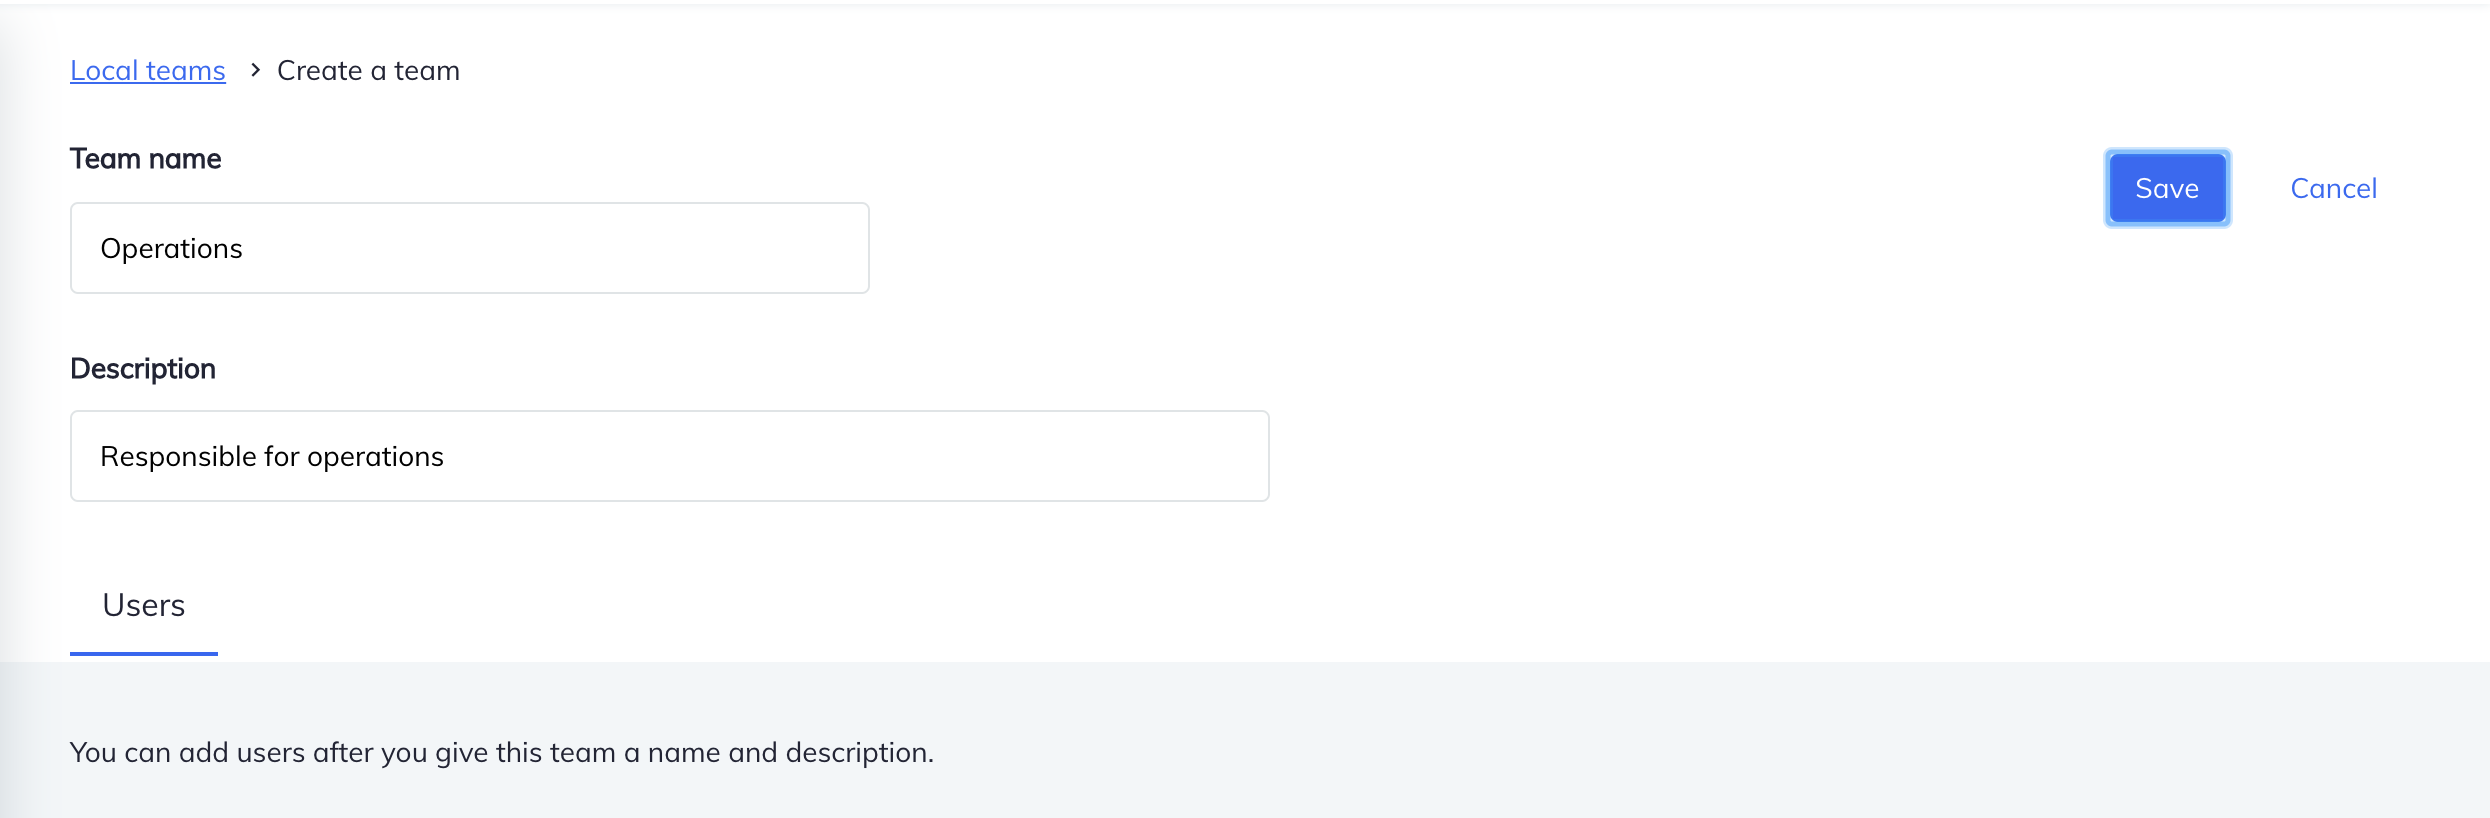 Local teams > Create a team
Team name
Save Cancel
Operations
Description
Responsible for operations
Users
You can add users after you give this team a name and description.